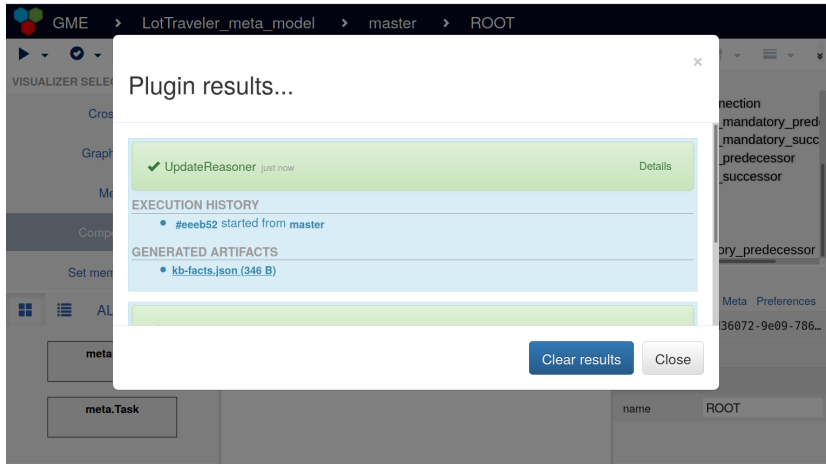 GME › LotTraveler_meta_model › master › ROOT
VISUALIZER SELEC
Cros
Graph
Me
Compo
Set mem
AL
meta
meta.Task
Plugin results...
×
UpdateReasoner just now Details
EXECUTION HISTORY
#eeeb52 started from master
GENERATED ARTIFACTS
kb-facts.json (346 B)
Clear results Close
nection
_mandatory_prede
_mandatory_succ
_predecessor
_successor
ory_predecessor
Meta Preferences
36072-9e09-786…
name ROOT